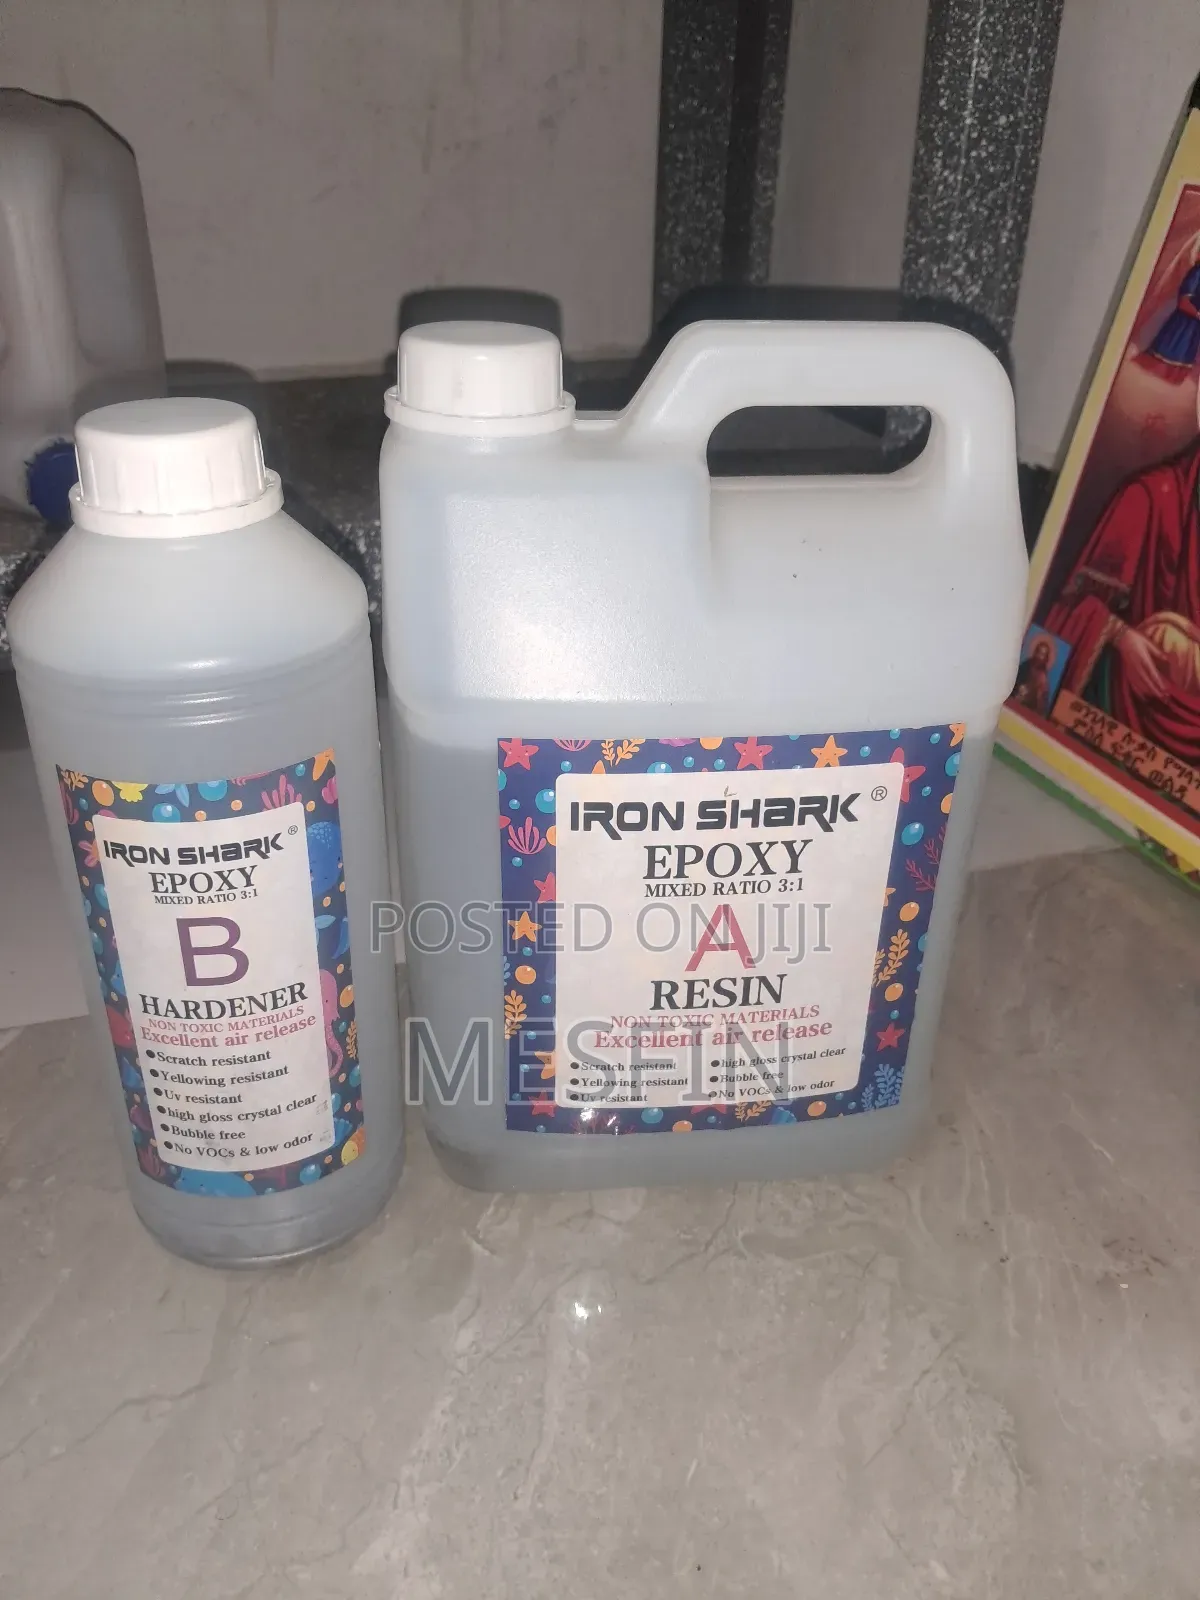 IRON SHARK ®
EPOXY
MIXED RATIO 3:1
B
HARDENER
NON TOXIC MATERIALS
Excellent air release
●Scratch resistant
●Yellowing resistant
●Uv resistant
●high gloss crystal clear
●Bubble free
●No VOCs & low odor
IRON SHARK ®
EPOXY
MIXED RATIO 3:1
A
RESIN
NON TOXIC MATERIALS
Excellent air release
●Scratch resistant
●Yellowing resistant
●Uv resistant
●high gloss crystal clear
●Bubble free
●No VOCs & low odor
POSTED ON JIJI
MESFIN